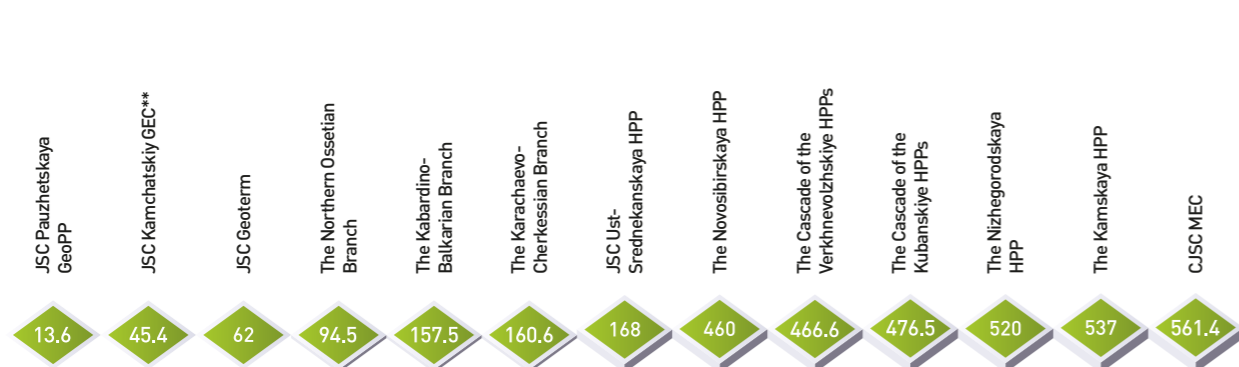 JSC Pauzhetskaya
GeoPP
JSC Kamchatskiy GEC**
JSC Geoterm
The Northern Ossetian
Branch
The Kabardino-
Balkarian Branch
The Karachaevo-
Cherkessian Branch
JSC Ust-
Srednekanskaya HPP
The Novosibirskaya HPP
The Cascade of the
Verkhnevolzhskiye HPPs
The Cascade of the
Kubanskiye HPPs
The Nizhegorodskaya
HPP
The Kamskaya HPP
CJSC MEC
13.6
45.4
62
94.5
157.5
160.6
168
460
466.6
476.5
520
537
561.4